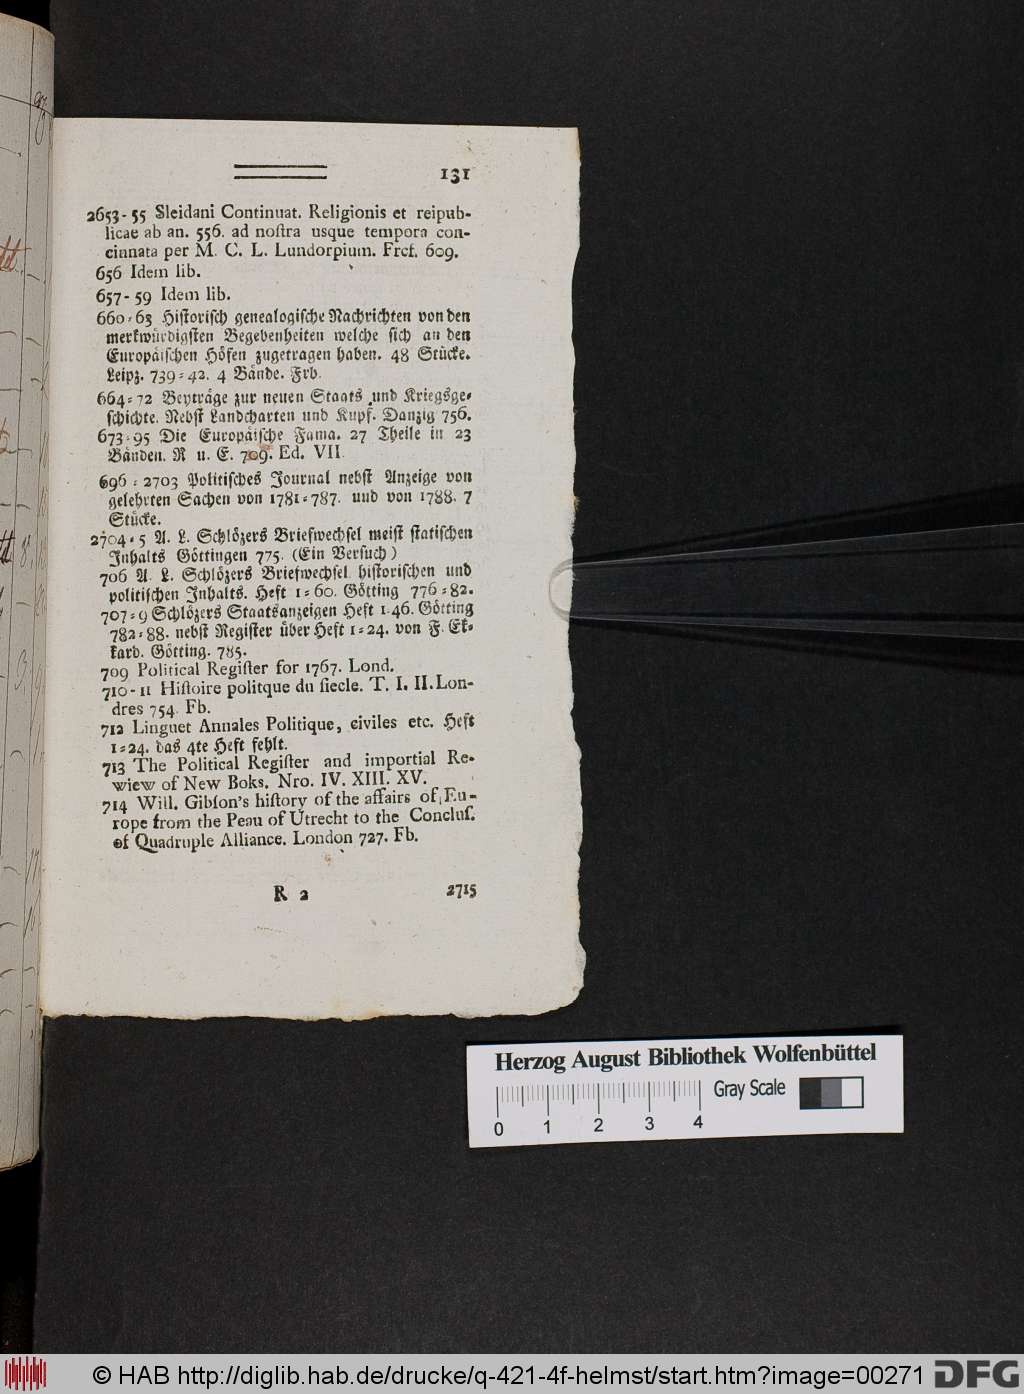 131
2653-55 Sleidani Continuat. Religionis et reipub-
licae ab an. 556. ad noſtra usque tempora con-
cinnata per M. C. L. Lundorpium. Frcf. 609.
656 Idem lib.
657-59 Idem lib.
660=63 Hiſtoriſch genealogiſche Nachrichten von den
merkwürdigſten Begebenheiten welche ſich an den
Europäiſchen Höfen zugetragen haben. 48 Stücke.
Leipz. 739=42. 4 Bände. Frb.
664=72 Beyträge zur neuen Staats und Kriegsge=
ſchichte. Nebſt Landcharten und Kupf. Danzig 756.
673=95 Die Europäiſche Fama. 27 Theile in 23
Bänden. R u. E. 709. Ed. VII.
696=2703 Politiſches Journal nebſt Anzeige von
gelehrten Sachen von 1781=787. und von 1788. 7
Stücke.
2704=5 A. L. Schlözers Briefwechſel meiſt ſtatiſchen
Inhalts Göttingen 775. (Ein Verſuch)
706 A. L. Schlözers Briefwechſel hiſtoriſchen und
politiſchen Inhalts. Heft 1=60. Götting 776=82.
707=9 Schlözers Staatsanzeigen Heft 1-46. Götting
782=88. nebſt Regiſter über Heft 1=24. von F. Ek=
kard. Götting. 785.
709 Political Regiſter for 1767. Lond.
710-11 Hiſtoire politque du ſiecle. T. I. II. Lon-
dres 754. Fb.
712 Linguet Annales Politique, civiles etc. Heft
1=24. das 4te Heft fehlt.
713 The Political Regiſter and importial Re-
wiew of New Boks. Nro. IV. XIII. XV.
714 Will. Gibſon's hiſtory of the affairs of Eu-
rope from the Peau of Utrecht to the Concluſ.
of Quadruple Alliance. London 727. Fb.
R 2 2715
Herzog August Bibliothek Wolfenbüttel
Gray Scale
0 1 2 3 4
© HAB http://diglib.hab.de/drucke/q-421-4f-helmst/start.htm?image=00271 DFG